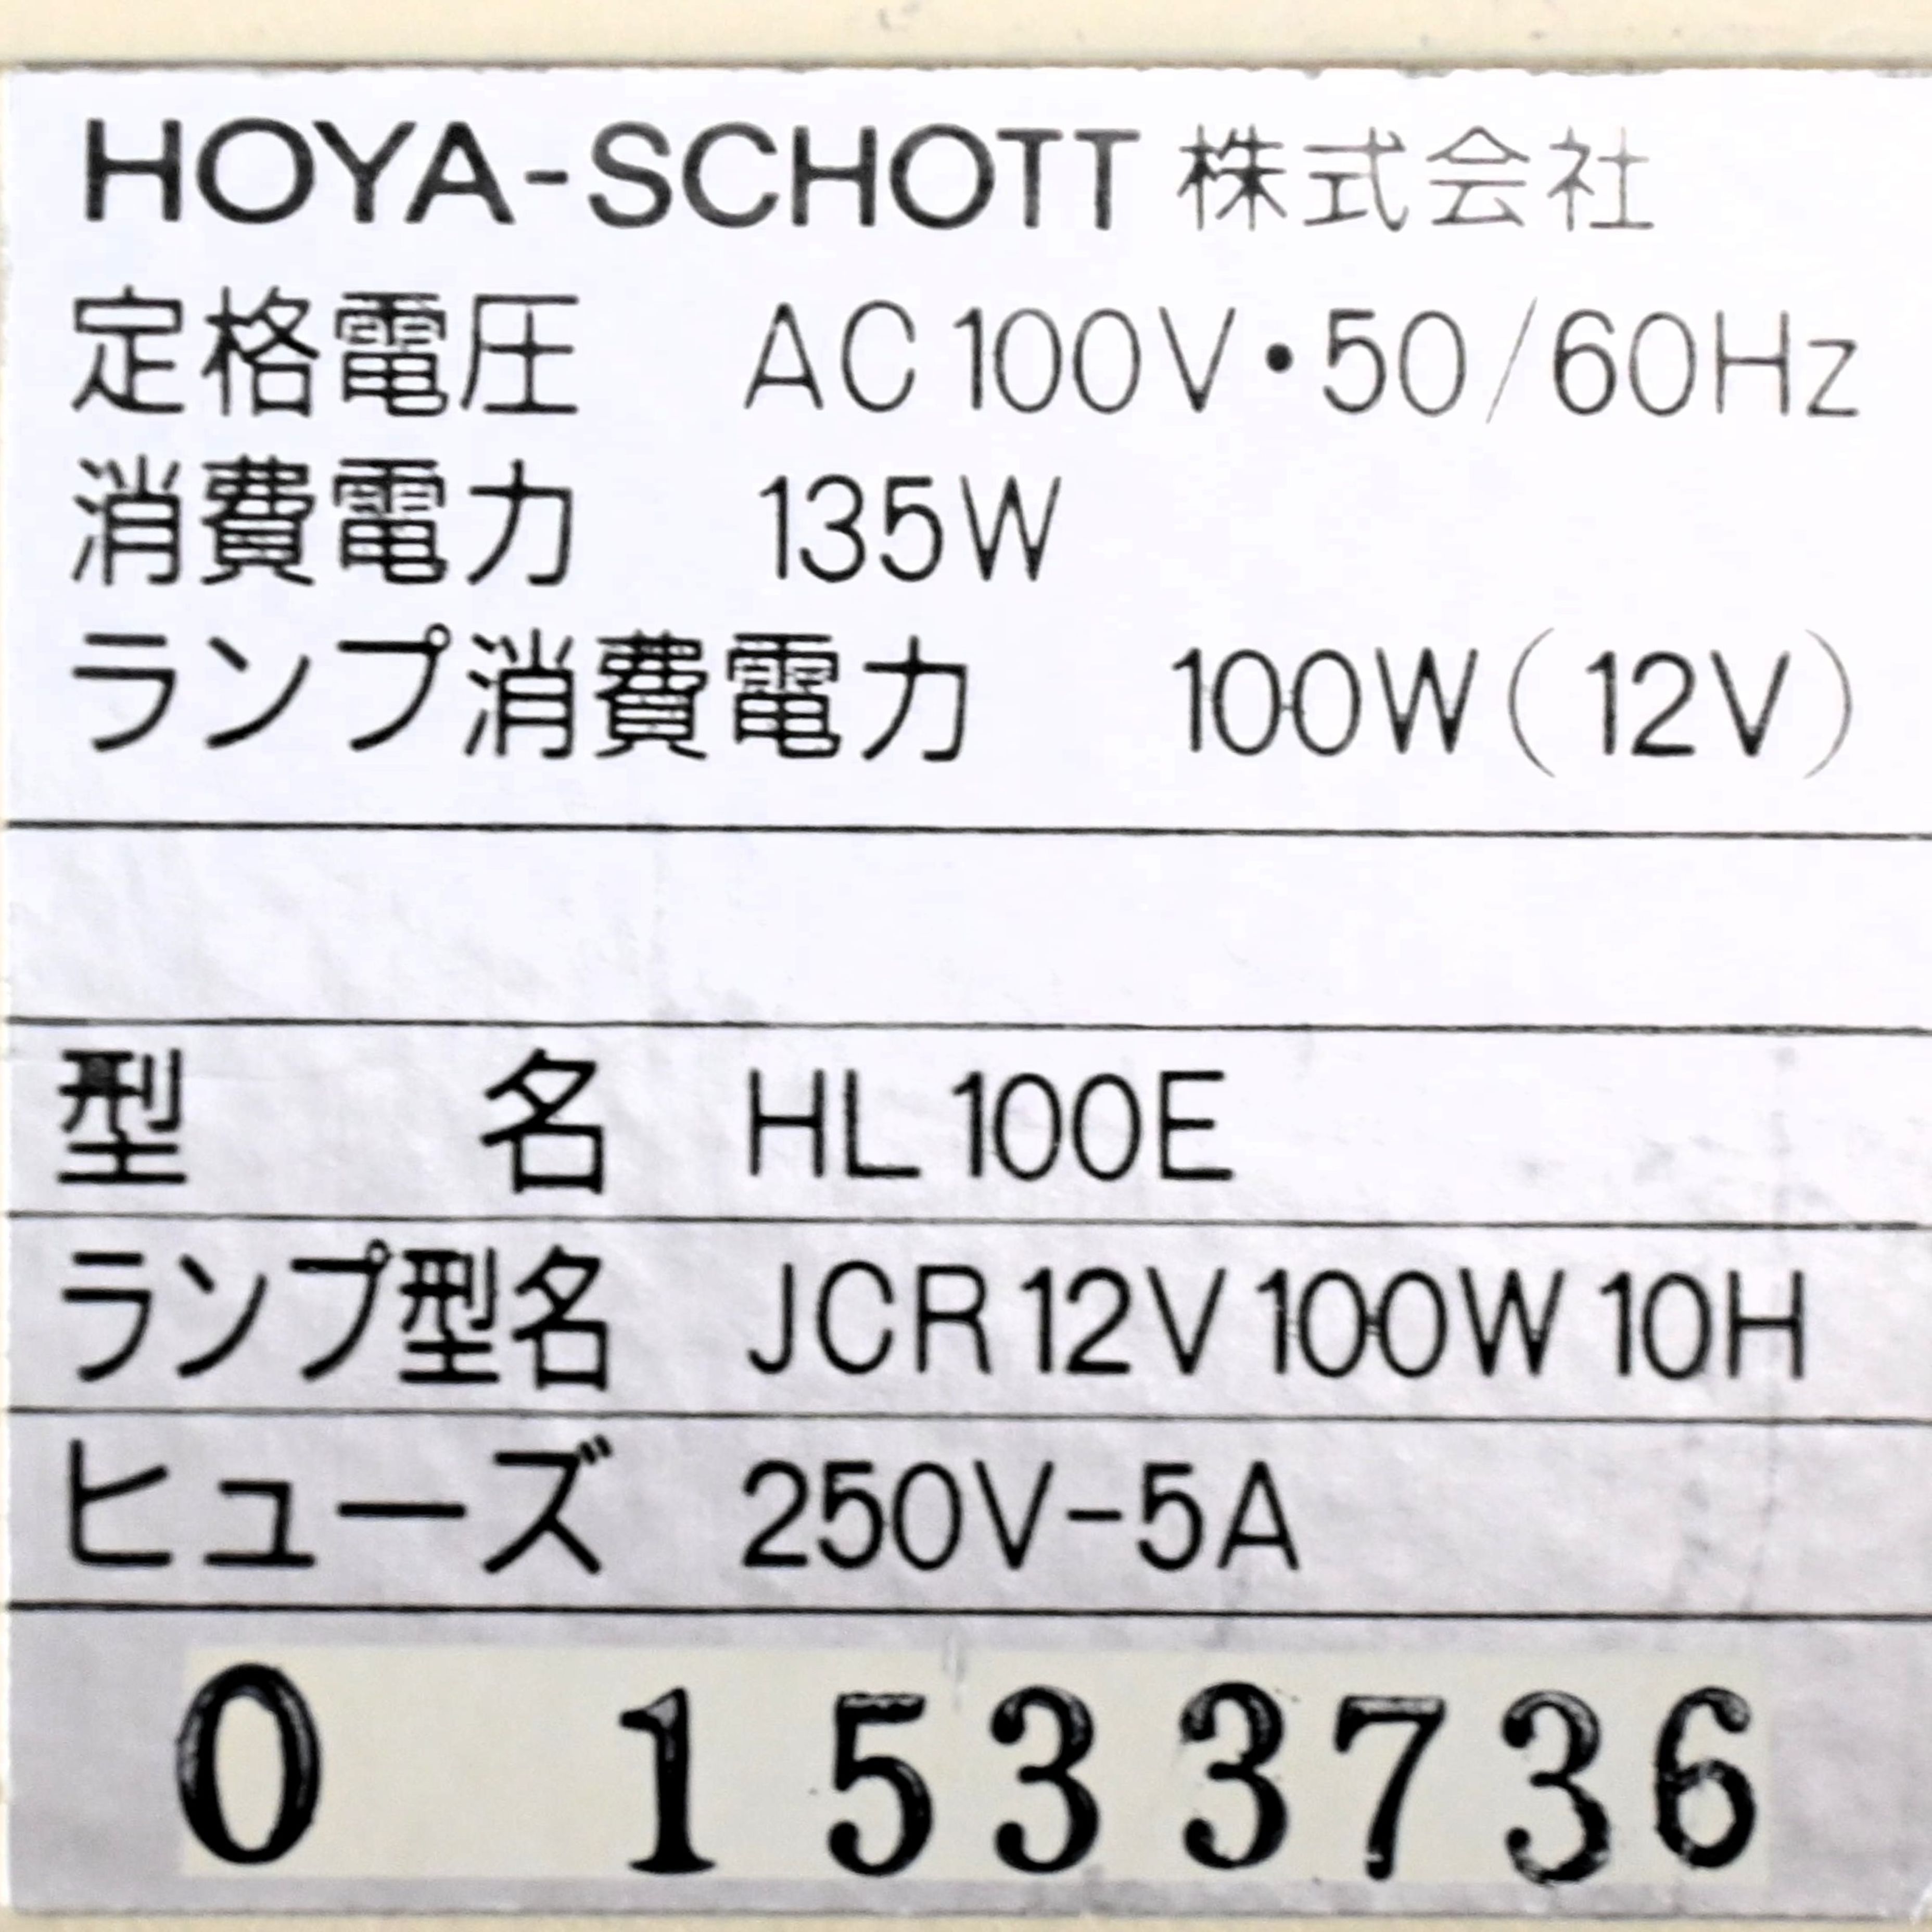 HOYA-SCHOTT 株式会社
定格電圧 AC 100V・50/60Hz
消費電力 135W
ランプ消費電力 100W(12V)
型 名 HL 100E
ランプ型名 JCR 12V 100W 10H
ヒューズ 250V-5A
0 1533736